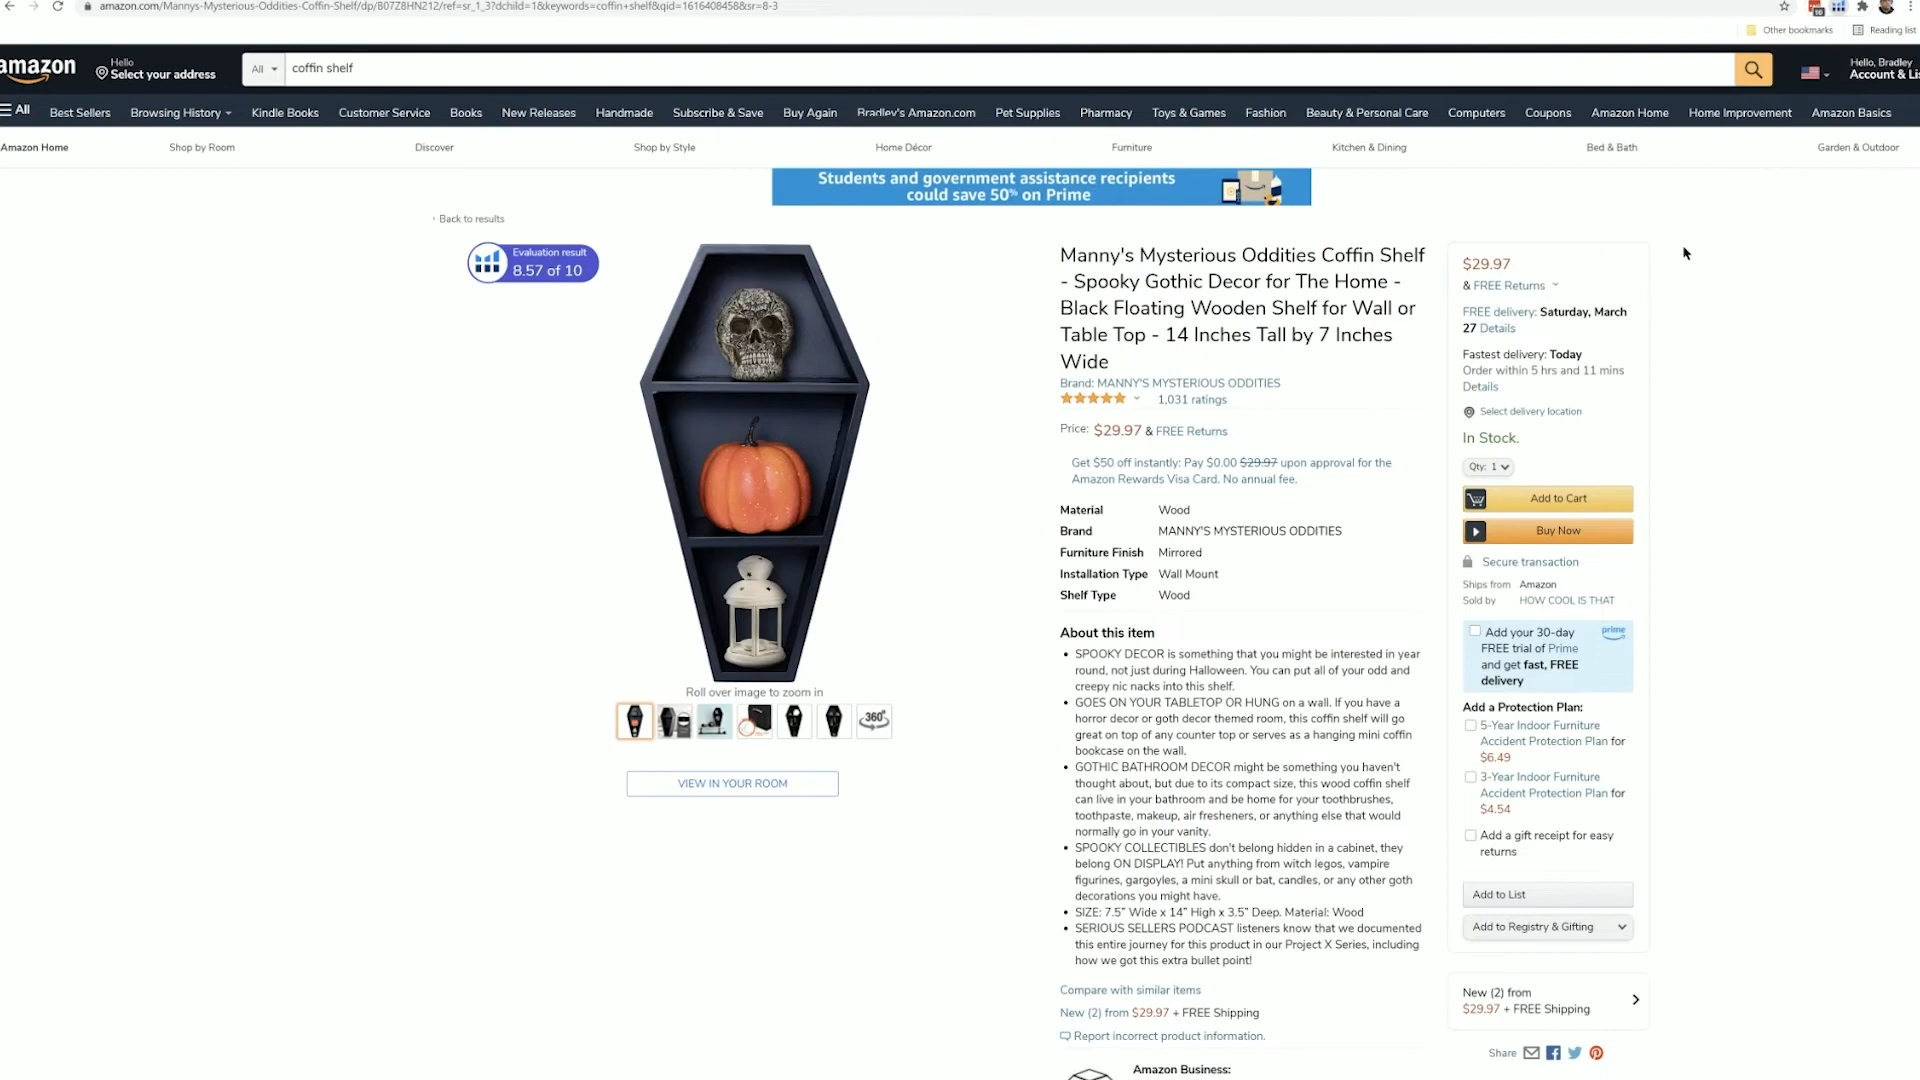 amazon.com/Mannys-Mysterious-Oddities-Coffin-Shelf/dp/B07Z8HN212/ref=sr_1_3?dchild=1&keywords=coffin+shelf&qid=1616408458&sr=8-3
Other bookmarks
Reading list
amazon
Hello
Select your address
All
coffin shelf
Hello, Bradley
Account & Lis
All
Best Sellers
Browsing History
Kindle Books
Customer Service
Books
New Releases
Handmade
Subscribe & Save
Buy Again
Bradley's Amazon.com
Pet Supplies
Pharmacy
Toys & Games
Fashion
Beauty & Personal Care
Computers
Coupons
Amazon Home
Home Improvement
Amazon Basics
Amazon Home
Shop by Room
Discover
Shop by Style
Home Décor
Furniture
Kitchen & Dining
Bed & Bath
Garden & Outdoor
Students and government assistance recipients
could save 50% on Prime
‹ Back to results
Evaluation result
8.57 of 10
Roll over image to zoom in
360°
VIEW IN YOUR ROOM
Manny's Mysterious Oddities Coffin Shelf
- Spooky Gothic Decor for The Home -
Black Floating Wooden Shelf for Wall or
Table Top - 14 Inches Tall by 7 Inches
Wide
Brand: MANNY'S MYSTERIOUS ODDITIES
1,031 ratings
Price: $29.97 & FREE Returns
Get $50 off instantly: Pay $0.00 $29.97 upon approval for the
Amazon Rewards Visa Card. No annual fee.
Material Wood
Brand MANNY'S MYSTERIOUS ODDITIES
Furniture Finish Mirrored
Installation Type Wall Mount
Shelf Type Wood
About this item
• SPOOKY DECOR is something that you might be interested in year
round, not just during Halloween. You can put all of your odd and
creepy nic nacks into this shelf.
• GOES ON YOUR TABLETOP OR HUNG on a wall. If you have a
horror decor or goth decor themed room, this coffin shelf will go
great on top of any counter top or serves as a hanging mini coffin
bookcase on the wall.
• GOTHIC BATHROOM DECOR might be something you haven't
thought about, but due to its compact size, this wood coffin shelf
can live in your bathroom and be home for your toothbrushes,
toothpaste, makeup, air fresheners, or anything else that would
normally go in your vanity.
• SPOOKY COLLECTIBLES don't belong hidden in a cabinet, they
belong ON DISPLAY! Put anything from witch legos, vampire
figurines, gargoyles, a mini skull or bat, candles, or any other goth
decorations you might have.
• SIZE: 7.5” Wide x 14” High x 3.5” Deep. Material: Wood
• SERIOUS SELLERS PODCAST listeners know that we documented
this entire journey for this product in our Project X Series, including
how we got this extra bullet point!
Compare with similar items
New (2) from $29.97 + FREE Shipping
Report incorrect product information.
Amazon Business:
$29.97
& FREE Returns
FREE delivery: Saturday, March
27 Details
Fastest delivery: Today
Order within 5 hrs and 11 mins
Details
Select delivery location
In Stock.
Qty: 1
Add to Cart
Buy Now
Secure transaction
Ships from Amazon
Sold by HOW COOL IS THAT
Add your 30-day
FREE trial of Prime
and get fast, FREE
delivery
prime
Add a Protection Plan:
5-Year Indoor Furniture
Accident Protection Plan for
$6.49
3-Year Indoor Furniture
Accident Protection Plan for
$4.54
Add a gift receipt for easy
returns
Add to List
Add to Registry & Gifting
New (2) from
$29.97 + FREE Shipping
Share